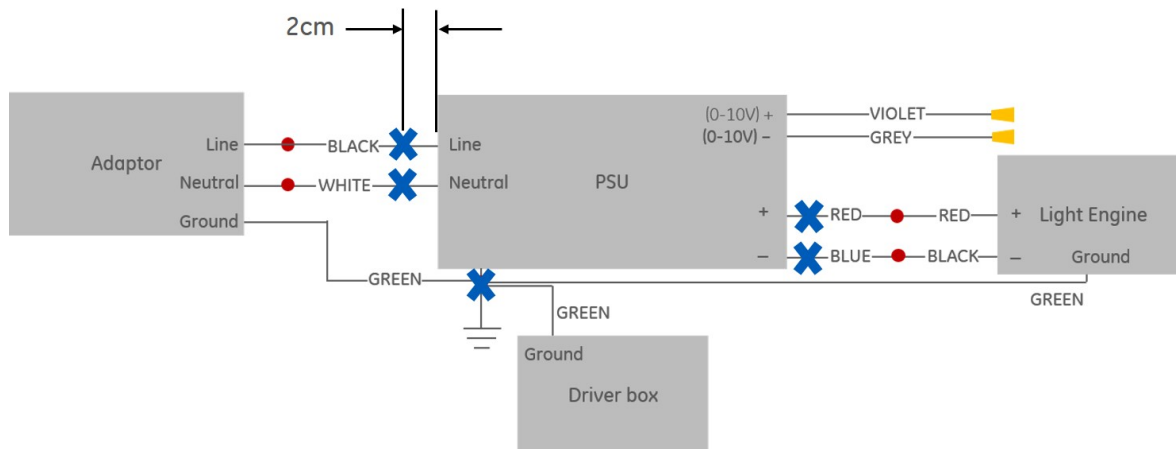 2cm
Adaptor
Line
Neutral
Ground
BLACK
WHITE
GREEN
Line
Neutral
PSU
(0-10V) +
(0-10V) –
+
–
VIOLET
GREY
RED
RED
BLUE
BLACK
+
–
Light Engine
Ground
GREEN
GREEN
Ground
Driver box